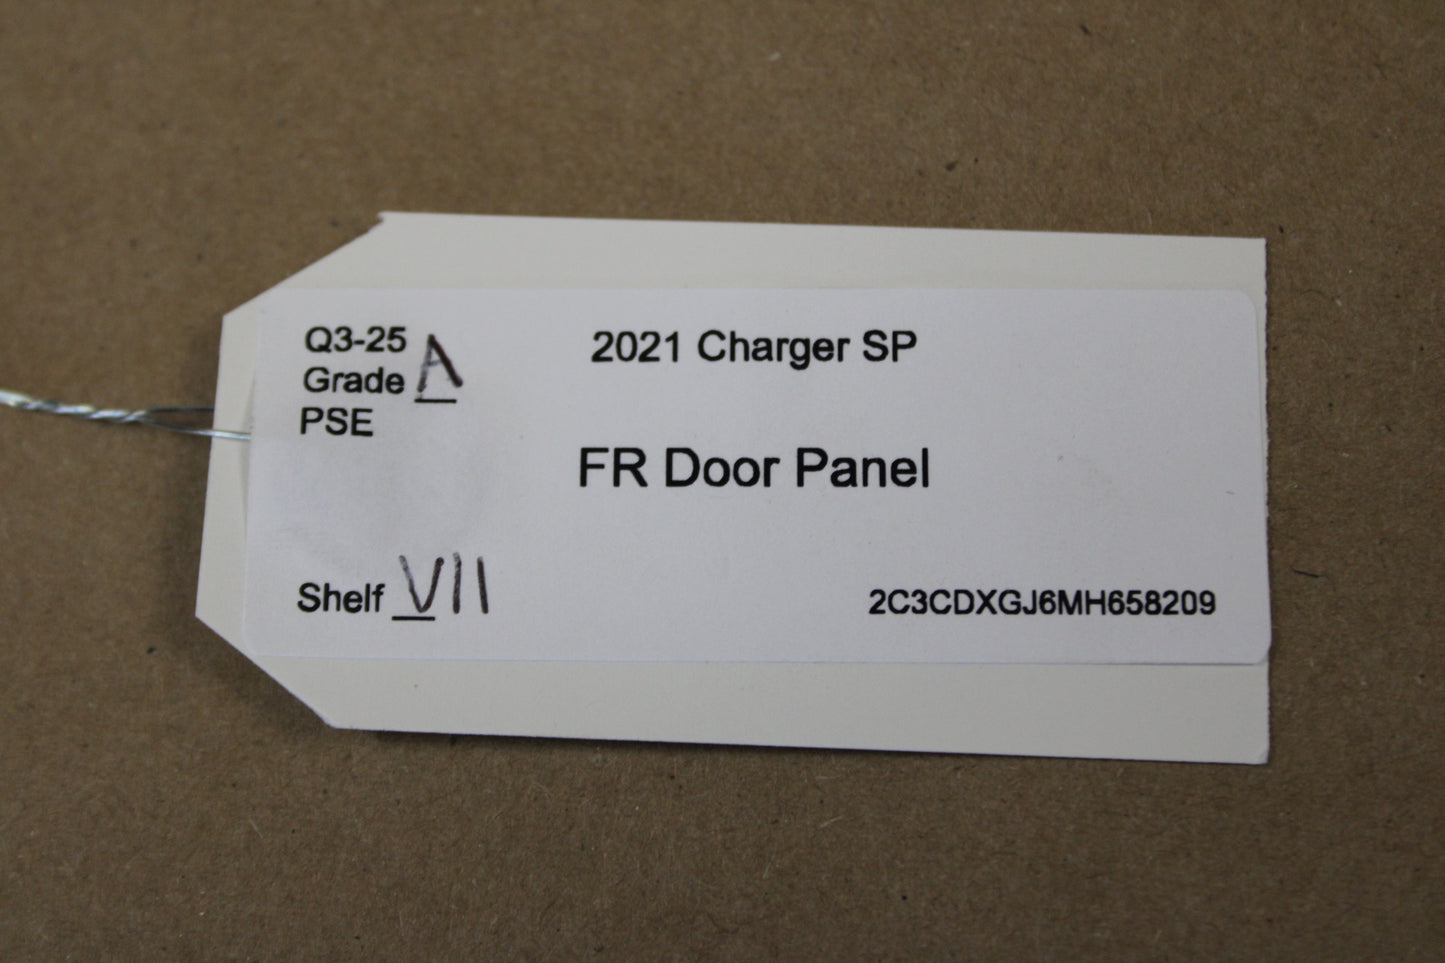 Q3-25
Grade A
PSE
2021 Charger SP
FR Door Panel
Shelf VII
2C3CDXGJ6MH658209